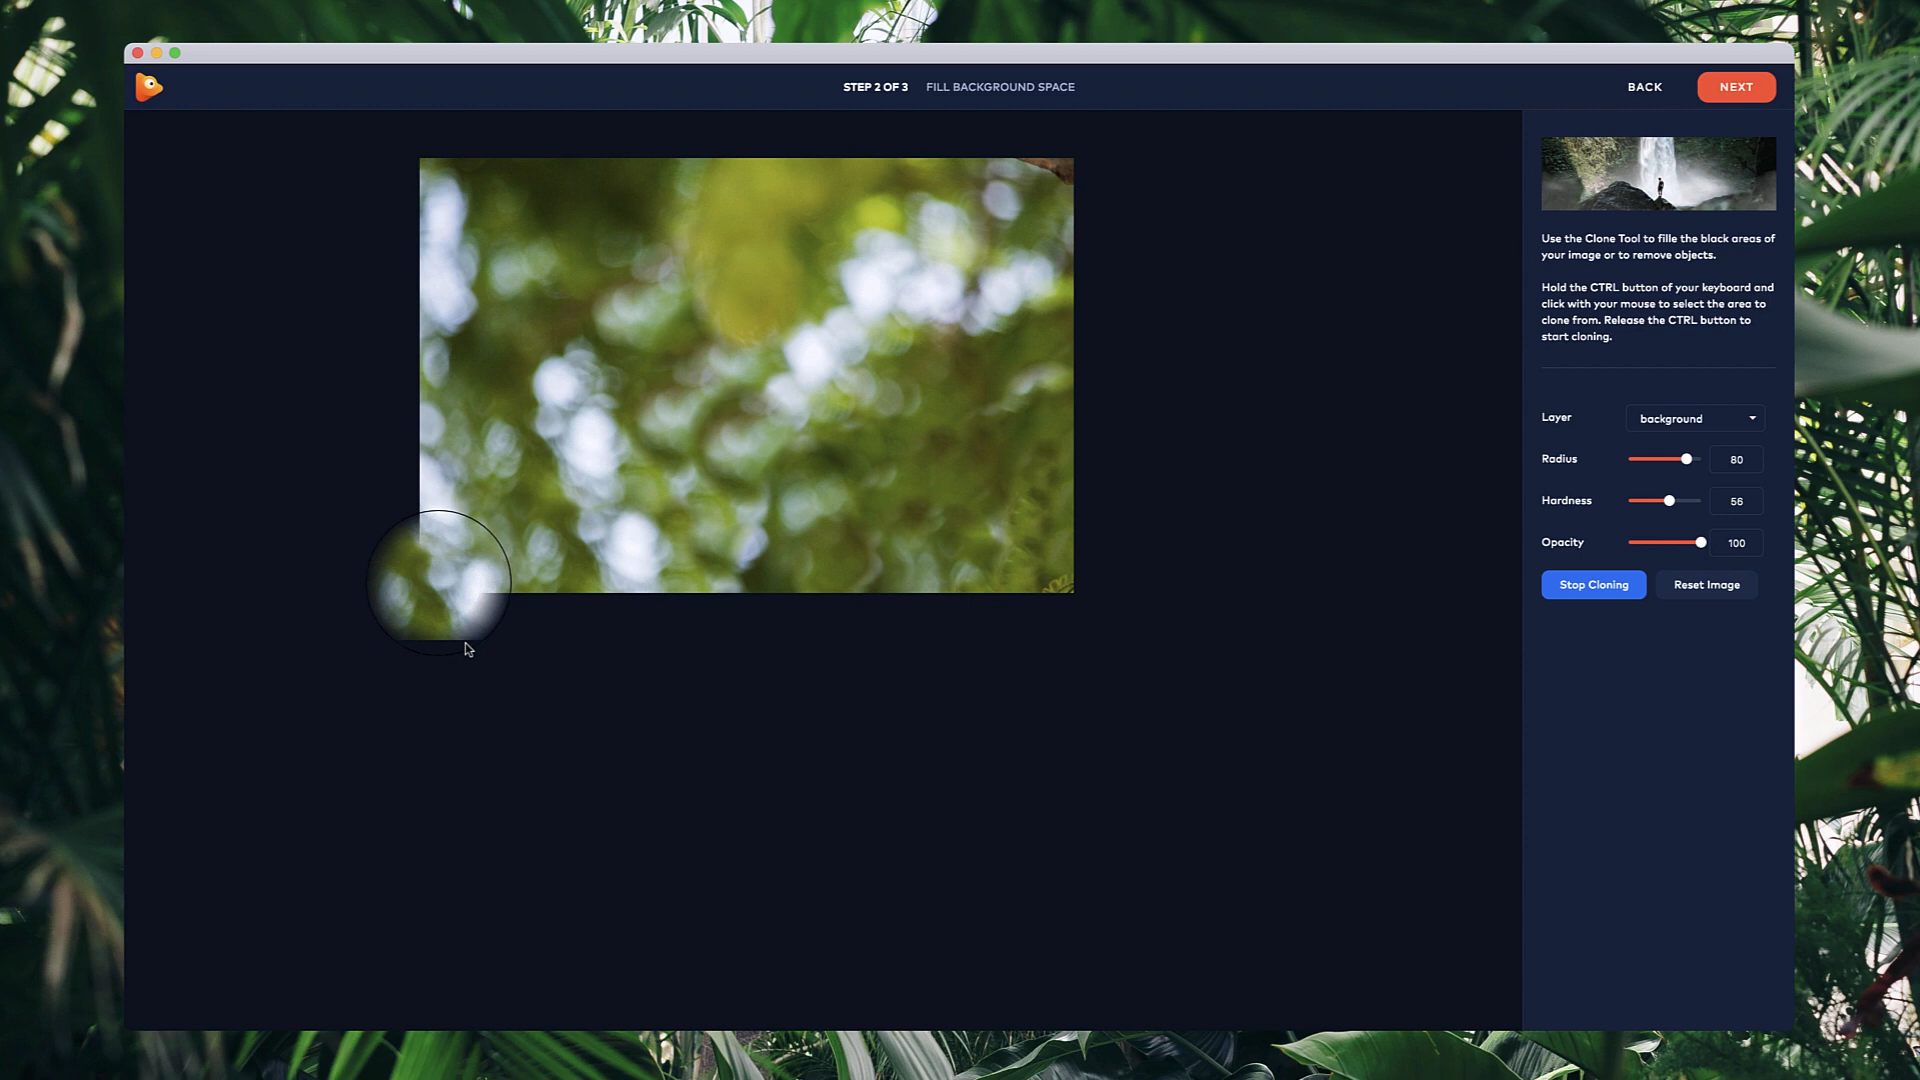 STEP 2 OF 3 FILL BACKGROUND SPACE
BACK
NEXT
Use the Clone Tool to fille the black areas of
your image or to remove objects.
Hold the CTRL button of your keyboard and
click with your mouse to select the area to
clone from. Release the CTRL button to
start cloning.
Layer background
Radius 80
Hardness 56
Opacity 100
Stop Cloning Reset Image